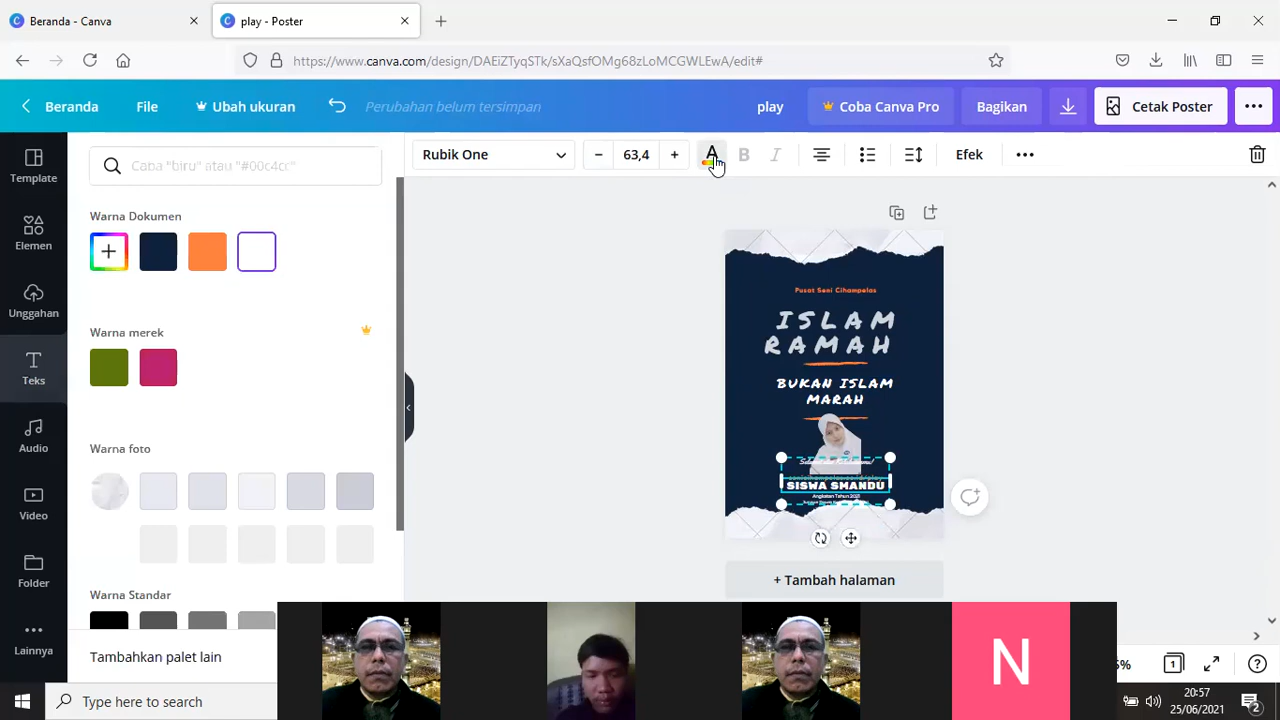 Beranda - Canva
play - Poster
https://www.canva.com/design/DAEiZTyqSTk/sXaQsfOMg68zLoMCGWLEwA/edit#
Beranda
File
Ubah ukuran
Perubahan belum tersimpan
play
Coba Canva Pro
Bagikan
Cetak Poster
Template
Elemen
Unggahan
Teks
Audio
Video
Folder
Lainnya
Coba "biru" atau "#00c4cc"
Warna Dokumen
Warna merek
Warna foto
Warna Standar
Tambahkan palet lain
Rubik One
63,4
A
B
I
Efek
Pusat Seni Cihampelas
ISLAM
RAMAH
BUKAN ISLAM
MARAH
SISWA SMANDU
Angkatan Tahun 2021
+ Tambah halaman
N
1
Type here to search
20:57
25/06/2021
2